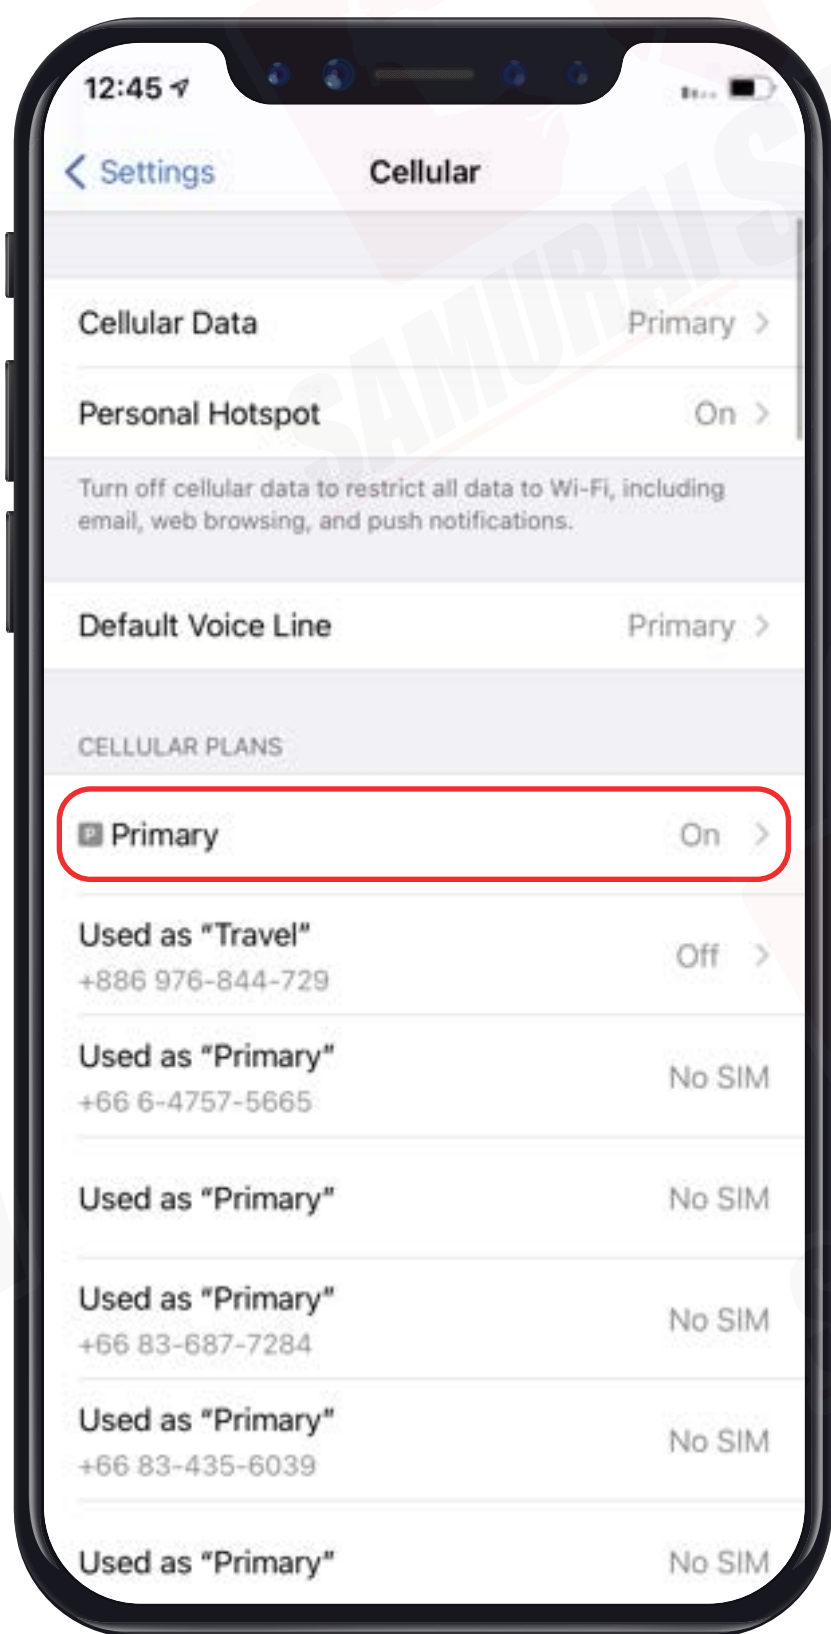 12:45
Settings
Cellular
Cellular Data Primary
Personal Hotspot On
Turn off cellular data to restrict all data to Wi-Fi, including
email, web browsing, and push notifications.
Default Voice Line Primary
CELLULAR PLANS
P Primary On
Used as “Travel” Off
+886 976-844-729
Used as “Primary” No SIM
+66 6-4757-5665
Used as “Primary” No SIM
Used as “Primary” No SIM
+66 83-687-7284
Used as “Primary” No SIM
+66 83-435-6039
Used as “Primary” No SIM
SAMURAI S